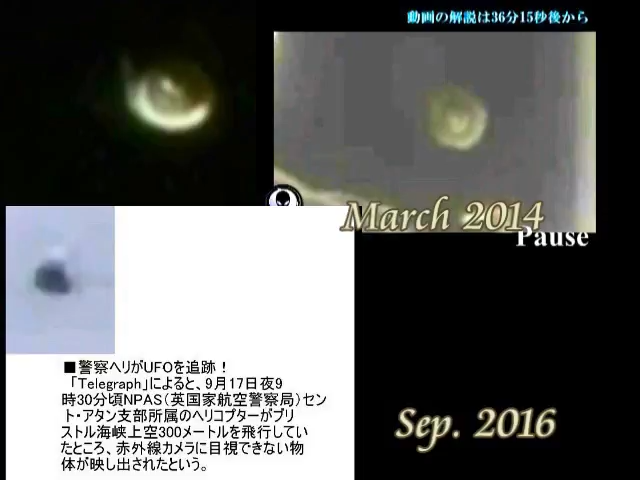 動画の解説は36分15秒後から
March 2014
Pause
■警察ヘリがUFOを追跡！
「Telegraph」によると、9月17日夜9
時30分頃NPAS（英国家航空警察局）セン
ト・アタン支部所属のヘリコプターがブリ
ストル海峡上空300メートルを飛行してい
たところ、赤外線カメラに目視できない物
体が映し出されたという。
Sep. 2016